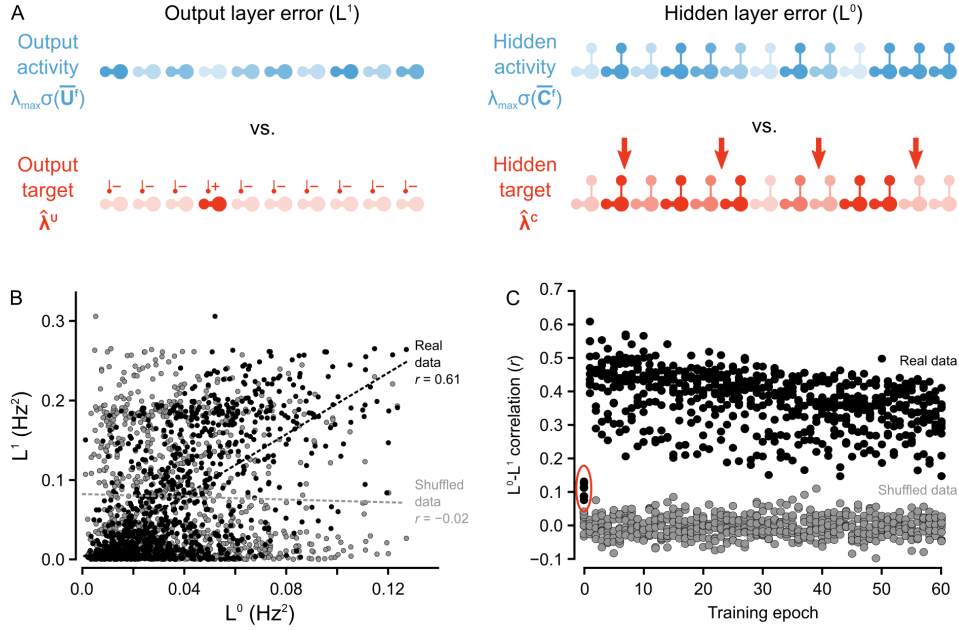 A
Output layer error (L¹)
Hidden layer error (L⁰)
Output
activity
λmaxσ(U̅ᶠ)
Hidden
activity
λmaxσ(C̅ᶠ)
vs.
vs.
Output
target
λ̂ᵁ
− − − + − − − − − −
Hidden
target
λ̂ᶜ
B
L¹ (Hz²)
0.3
0.2
0.1
0.0
0.0 0.04 0.08 0.12
L⁰ (Hz²)
Real
data
r = 0.61
Shuffled
data
r = −0.02
C
L⁰-L¹ correlation (r)
0.7
0.6
0.5
0.4
0.3
0.2
0.1
0.0
−0.1
0 10 20 30 40 50 60
Training epoch
Real data
Shuffled data